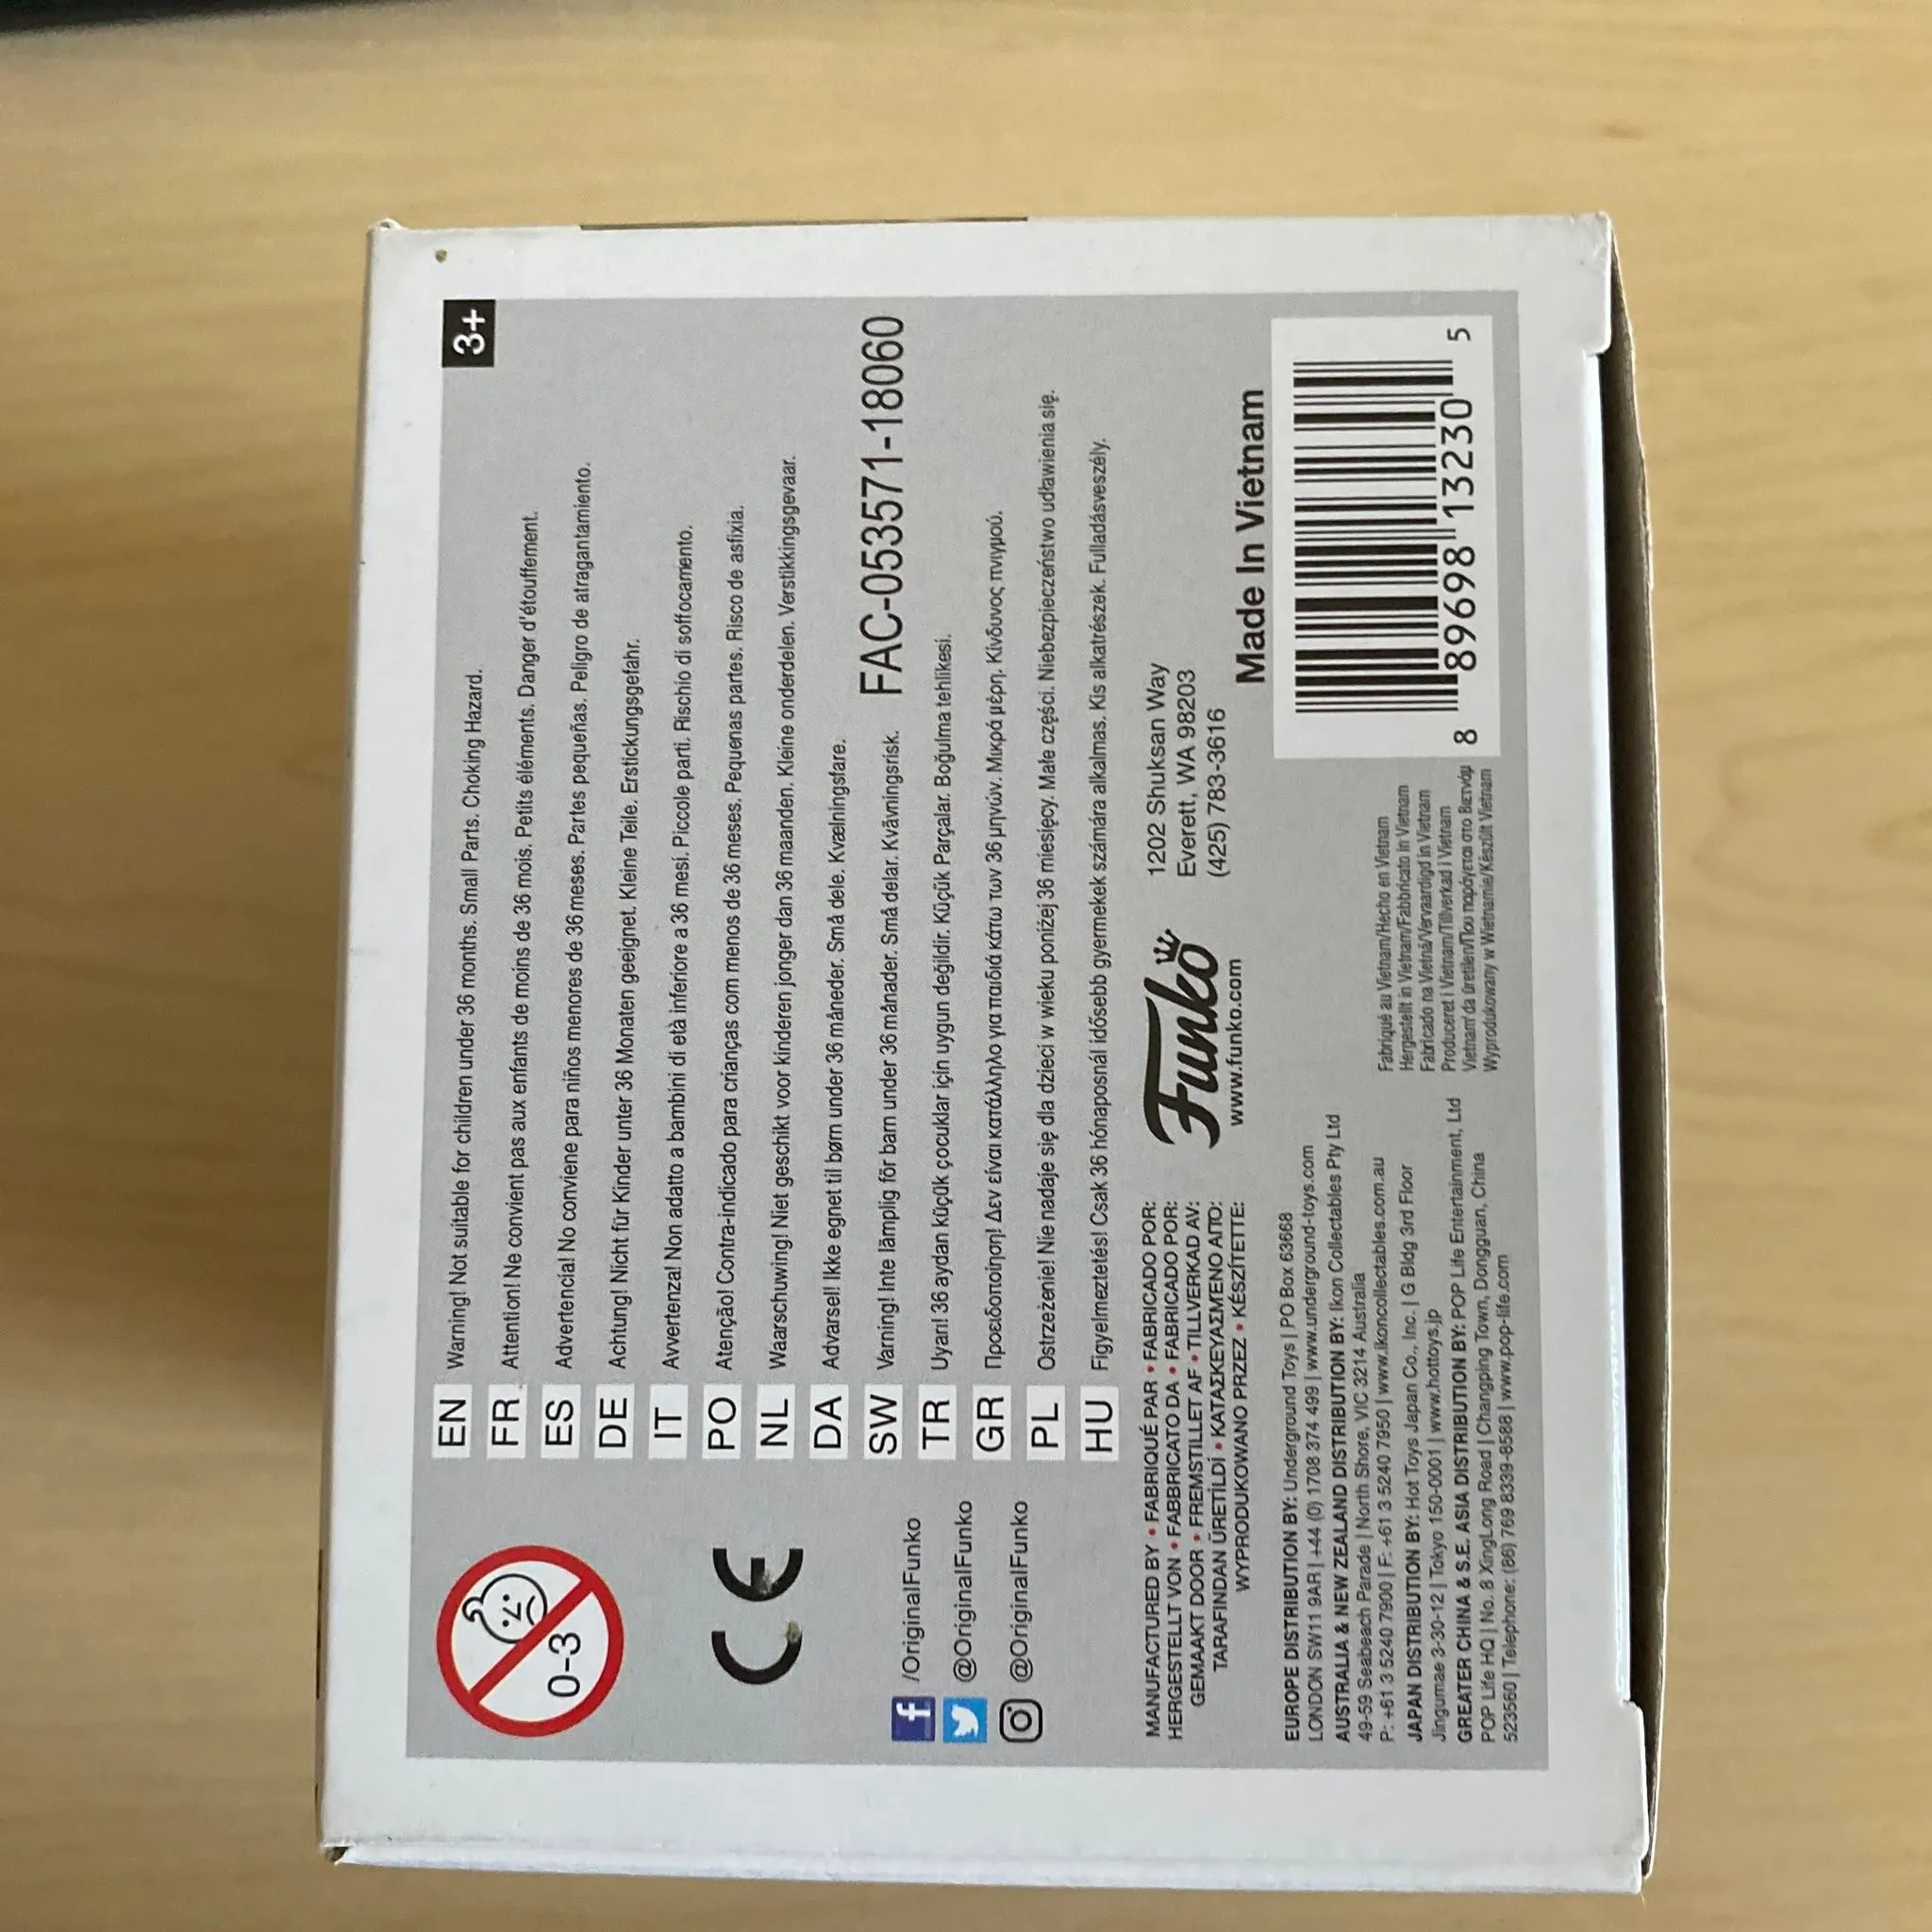 3+
0-3
EN Warning! Not suitable for children under 36 months. Small Parts. Choking Hazard.
FR Attention! Ne convient pas aux enfants de moins de 36 mois. Petits éléments. Danger d'étouffement.
ES Advertencia! No conviene para niños menores de 36 meses. Partes pequeñas. Peligro de atragantamiento.
DE Achtung! Nicht für Kinder unter 36 Monaten geeignet. Kleine Teile. Erstickungsgefahr.
IT Avvertenza! Non adatto a bambini di età inferiore a 36 mesi. Piccole parti. Rischio di soffocamento.
PO Atenção! Contra-indicado para crianças com menos de 36 meses. Pequenas partes. Risco de asfixia.
NL Waarschuwing! Niet geschikt voor kinderen jonger dan 36 maanden. Kleine onderdelen. Verstikkingsgevaar.
DA Advarsel! Ikke egnet til børn under 36 måneder. Små dele. Kvælningsfare.
SW Varning! Inte lämplig för barn under 36 månader. Små delar. Kvävningsrisk.
TR Uyarı! 36 aydan küçük çocuklar için uygun değildir. Küçük Parçalar. Boğulma tehlikesi.
GR Προειδοποίηση! Δεν είναι κατάλληλο για παιδιά κάτω των 36 μηνών. Μικρά μέρη. Κίνδυνος πνιγμού.
PL Ostrzeżenie! Nie nadaje się dla dzieci w wieku poniżej 36 miesięcy. Małe części. Niebezpieczeństwo udławienia się.
HU Figyelmeztetés! Csak 36 hónaposnál idősebb gyermekek számára alkalmas. Kis alkatrészek. Fulladásveszély.
FAC-053571-18060
CE
/OriginalFunko
@OriginalFunko
@OriginalFunko
MANUFACTURED BY • FABRIQUÉ PAR • FABRICADO POR:
HERGESTELLT VON • FABBRICATO DA • FABRICADO POR:
GEMAAKT DOOR • FREMSTILLET AF • TILLVERKAD AV:
TARAFINDAN ÜRETİLDİ • ΚΑΤΑΣΚΕΥΑΣΜΕΝΟ ΑΠΟ:
WYPRODUKOWANO PRZEZ • KÉSZÍTETTE:
Funko
www.funko.com
1202 Shuksan Way
Everett, WA 98203
(425) 783-3616
Made In Vietnam
EUROPE DISTRIBUTION BY: Underground Toys | PO Box 63668
LONDON SW11 9AR | +44 (0) 1708 374 499 | www.underground-toys.com
AUSTRALIA & NEW ZEALAND DISTRIBUTION BY: Ikon Collectables Pty Ltd
49-59 Seabeach Parade | North Shore, VIC 3214 Australia
P: +61 3 5240 7900 | F: +61 3 5240 7950 | www.ikoncollectables.com.au
JAPAN DISTRIBUTION BY: Hot Toys Japan Co., Inc. | G Bldg 3rd Floor
Jingumae 3-30-12 | Tokyo 150-0001 | www.hottoys.jp
GREATER CHINA & S.E. ASIA DISTRIBUTION BY: POP Life Entertainment, Ltd
POP Life HQ | No. 8 XingLong Road | Changping Town, Dongguan, China
523560 | Telephone: (86) 769 8339-8588 | www.pop-life.com
Fabriqué au Vietnam/Hecho en Vietnam
Hergestellt in Vietnam/Fabbricato in Vietnam
Fabricado na Vietnã/Vervaardigd in Vietnam
Produceret i Vietnam/Tillverkad i Vietnam
Vietnam'da üretilen/Που παράγεται στο Βιετνάμ
Wyprodukowany w Wietnamie/Készült Vietnam
8 89698 13230 5